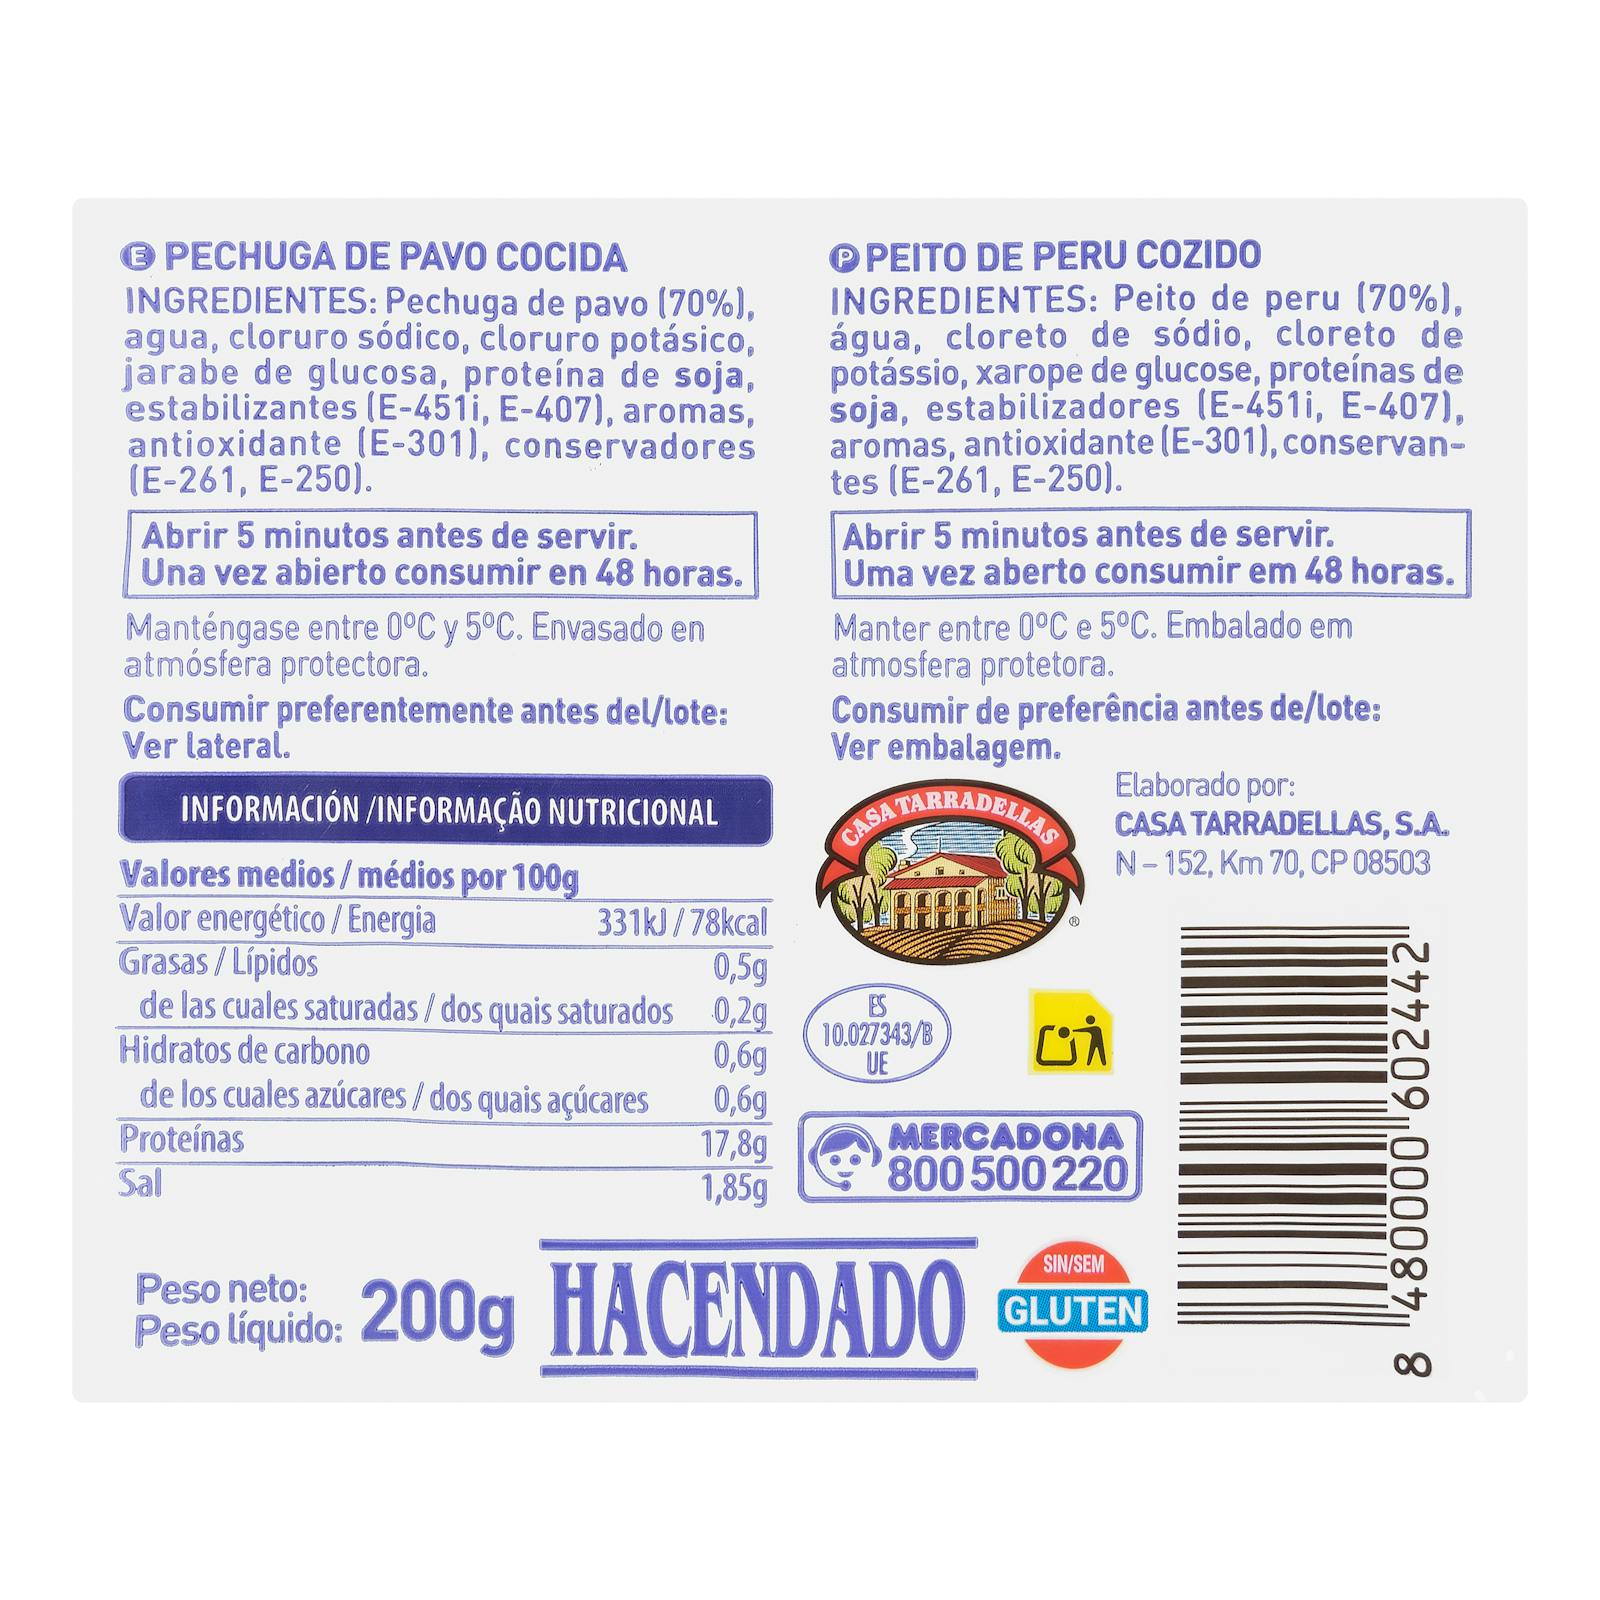 E PECHUGA DE PAVO COCIDA
INGREDIENTES: Pechuga de pavo (70%),
agua, cloruro sódico, cloruro potásico,
jarabe de glucosa, proteína de soja,
estabilizantes (E-451i, E-407), aromas,
antioxidante (E-301), conservadores
(E-261, E-250).
Abrir 5 minutos antes de servir.
Una vez abierto consumir en 48 horas.
Manténgase entre 0ºC y 5ºC. Envasado en
atmósfera protectora.
Consumir preferentemente antes del/lote:
Ver lateral.
INFORMACIÓN /INFORMAÇÃO NUTRICIONAL
Valores medios / médios por 100g
Valor energético / Energia 331kJ / 78kcal
Grasas / Lípidos 0,5g
de las cuales saturadas / dos quais saturados 0,2g
Hidratos de carbono 0,6g
de los cuales azúcares / dos quais açúcares 0,6g
Proteínas 17,8g
Sal 1,85g
Peso neto:
Peso líquido: 200g
HACENDADO
P PEITO DE PERU COZIDO
INGREDIENTES: Peito de peru (70%),
água, cloreto de sódio, cloreto de
potássio, xarope de glucose, proteínas de
soja, estabilizadores (E-451i, E-407),
aromas, antioxidante (E-301), conservan-
tes (E-261, E-250).
Abrir 5 minutos antes de servir.
Uma vez aberto consumir em 48 horas.
Manter entre 0ºC e 5ºC. Embalado em
atmosfera protetora.
Consumir de preferência antes de/lote:
Ver embalagem.
CASA TARRADELLAS
®
Elaborado por:
CASA TARRADELLAS, S.A.
N – 152, Km 70, CP 08503
ES
10.027343/B
UE
MERCADONA
800 500 220
SIN/SEM
GLUTEN
8 480000 602442